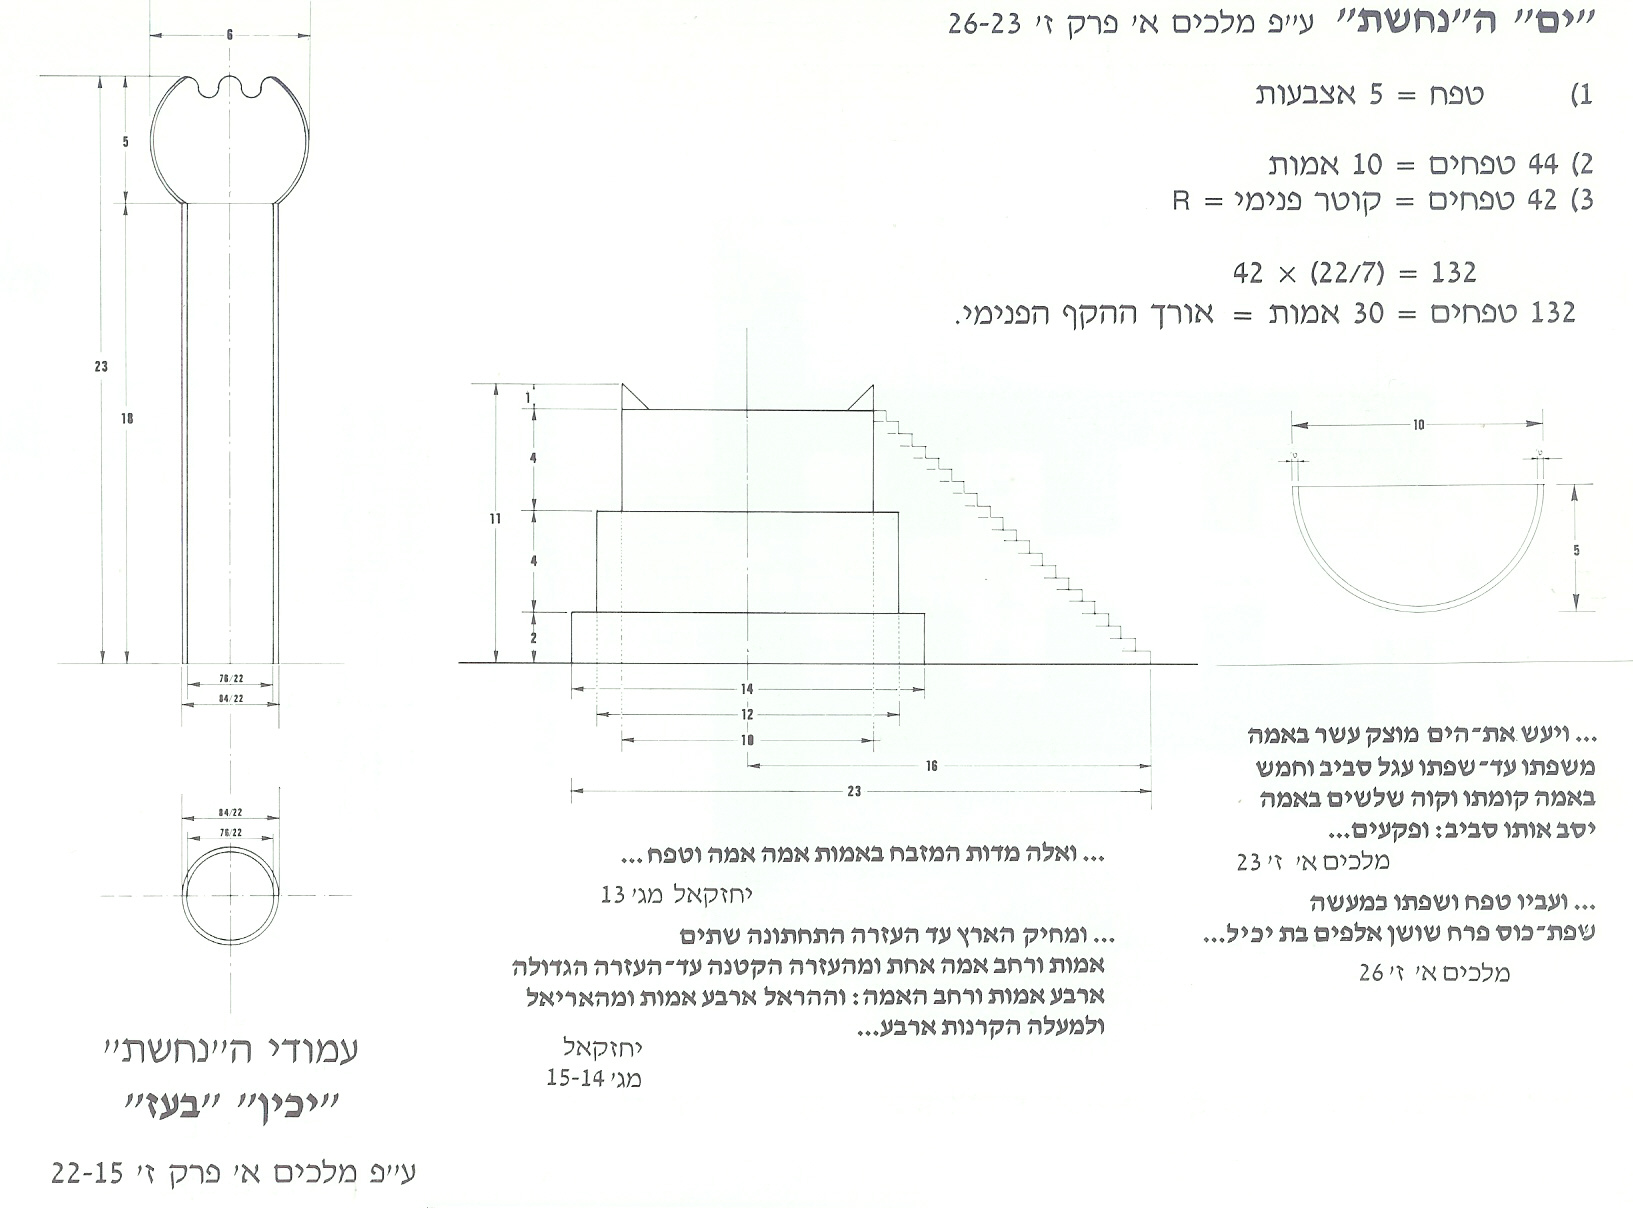 ״ים״ ה״נחשת״ ע״פ מלכים א׳ פרק ז׳ 26-23
1) טפח = 5 אצבעות
2) 44 טפחים = 10 אמות
3) 42 טפחים = קוטר פנימי = R
42 × (22/7) = 132
132 טפחים = 30 אמות = אורך ההקף הפנימי.
10
5
... ויעש את־הים מוצק עשר באמה
משפתו עד־שפתו עגל סביב וחמש
באמה קומתו וקוה שלשים באמה
יסב אותו סביב: ופקעים...
מלכים א׳ ז׳ 23
... ועביו טפח ושפתו כמעשה
שפת־כוס פרח שושן אלפים בת יכיל...
מלכים א׳ ז׳ 26
1
4
11
4
2
14
12
10
16
23
... ואלה מדות המזבח באמות אמה אמה וטפח...
יחזקאל מג׳ 13
... ומחיק הארץ עד העזרה התחתונה שתים
אמות ורחב אמה אחת ומהעזרה הקטנה עד־העזרה הגדולה
ארבע אמות ורחב האמה: וההראל ארבע אמות ומהאריאל
ולמעלה הקרנות ארבע...
יחזקאל
מג׳ 15-14
6
5
23
18
76/22
84/22
84/22
76/22
עמודי ה״נחשת״
״יכין״ ״בעז״
ע״פ מלכים א׳ פרק ז׳ 22-15